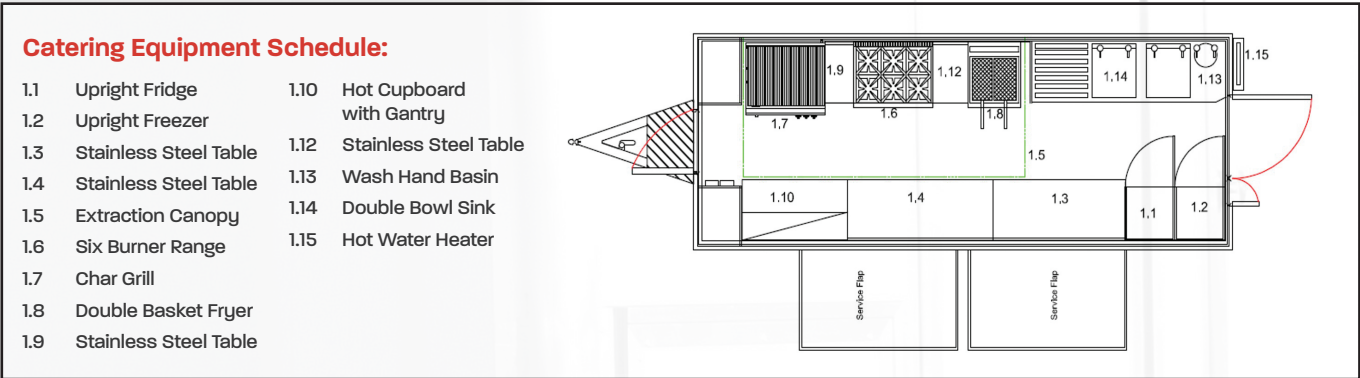 Catering Equipment Schedule:
1.1 Upright Fridge
1.2 Upright Freezer
1.3 Stainless Steel Table
1.4 Stainless Steel Table
1.5 Extraction Canopy
1.6 Six Burner Range
1.7 Char Grill
1.8 Double Basket Fryer
1.9 Stainless Steel Table
1.10 Hot Cupboard
with Gantry
1.12 Stainless Steel Table
1.13 Wash Hand Basin
1.14 Double Bowl Sink
1.15 Hot Water Heater
1.15
1.9
1.12
1.14
1.13
1.7
1.6
1.8
1.5
1.10
1.4
1.3
1.1
1.2
Service Flap
Service Flap